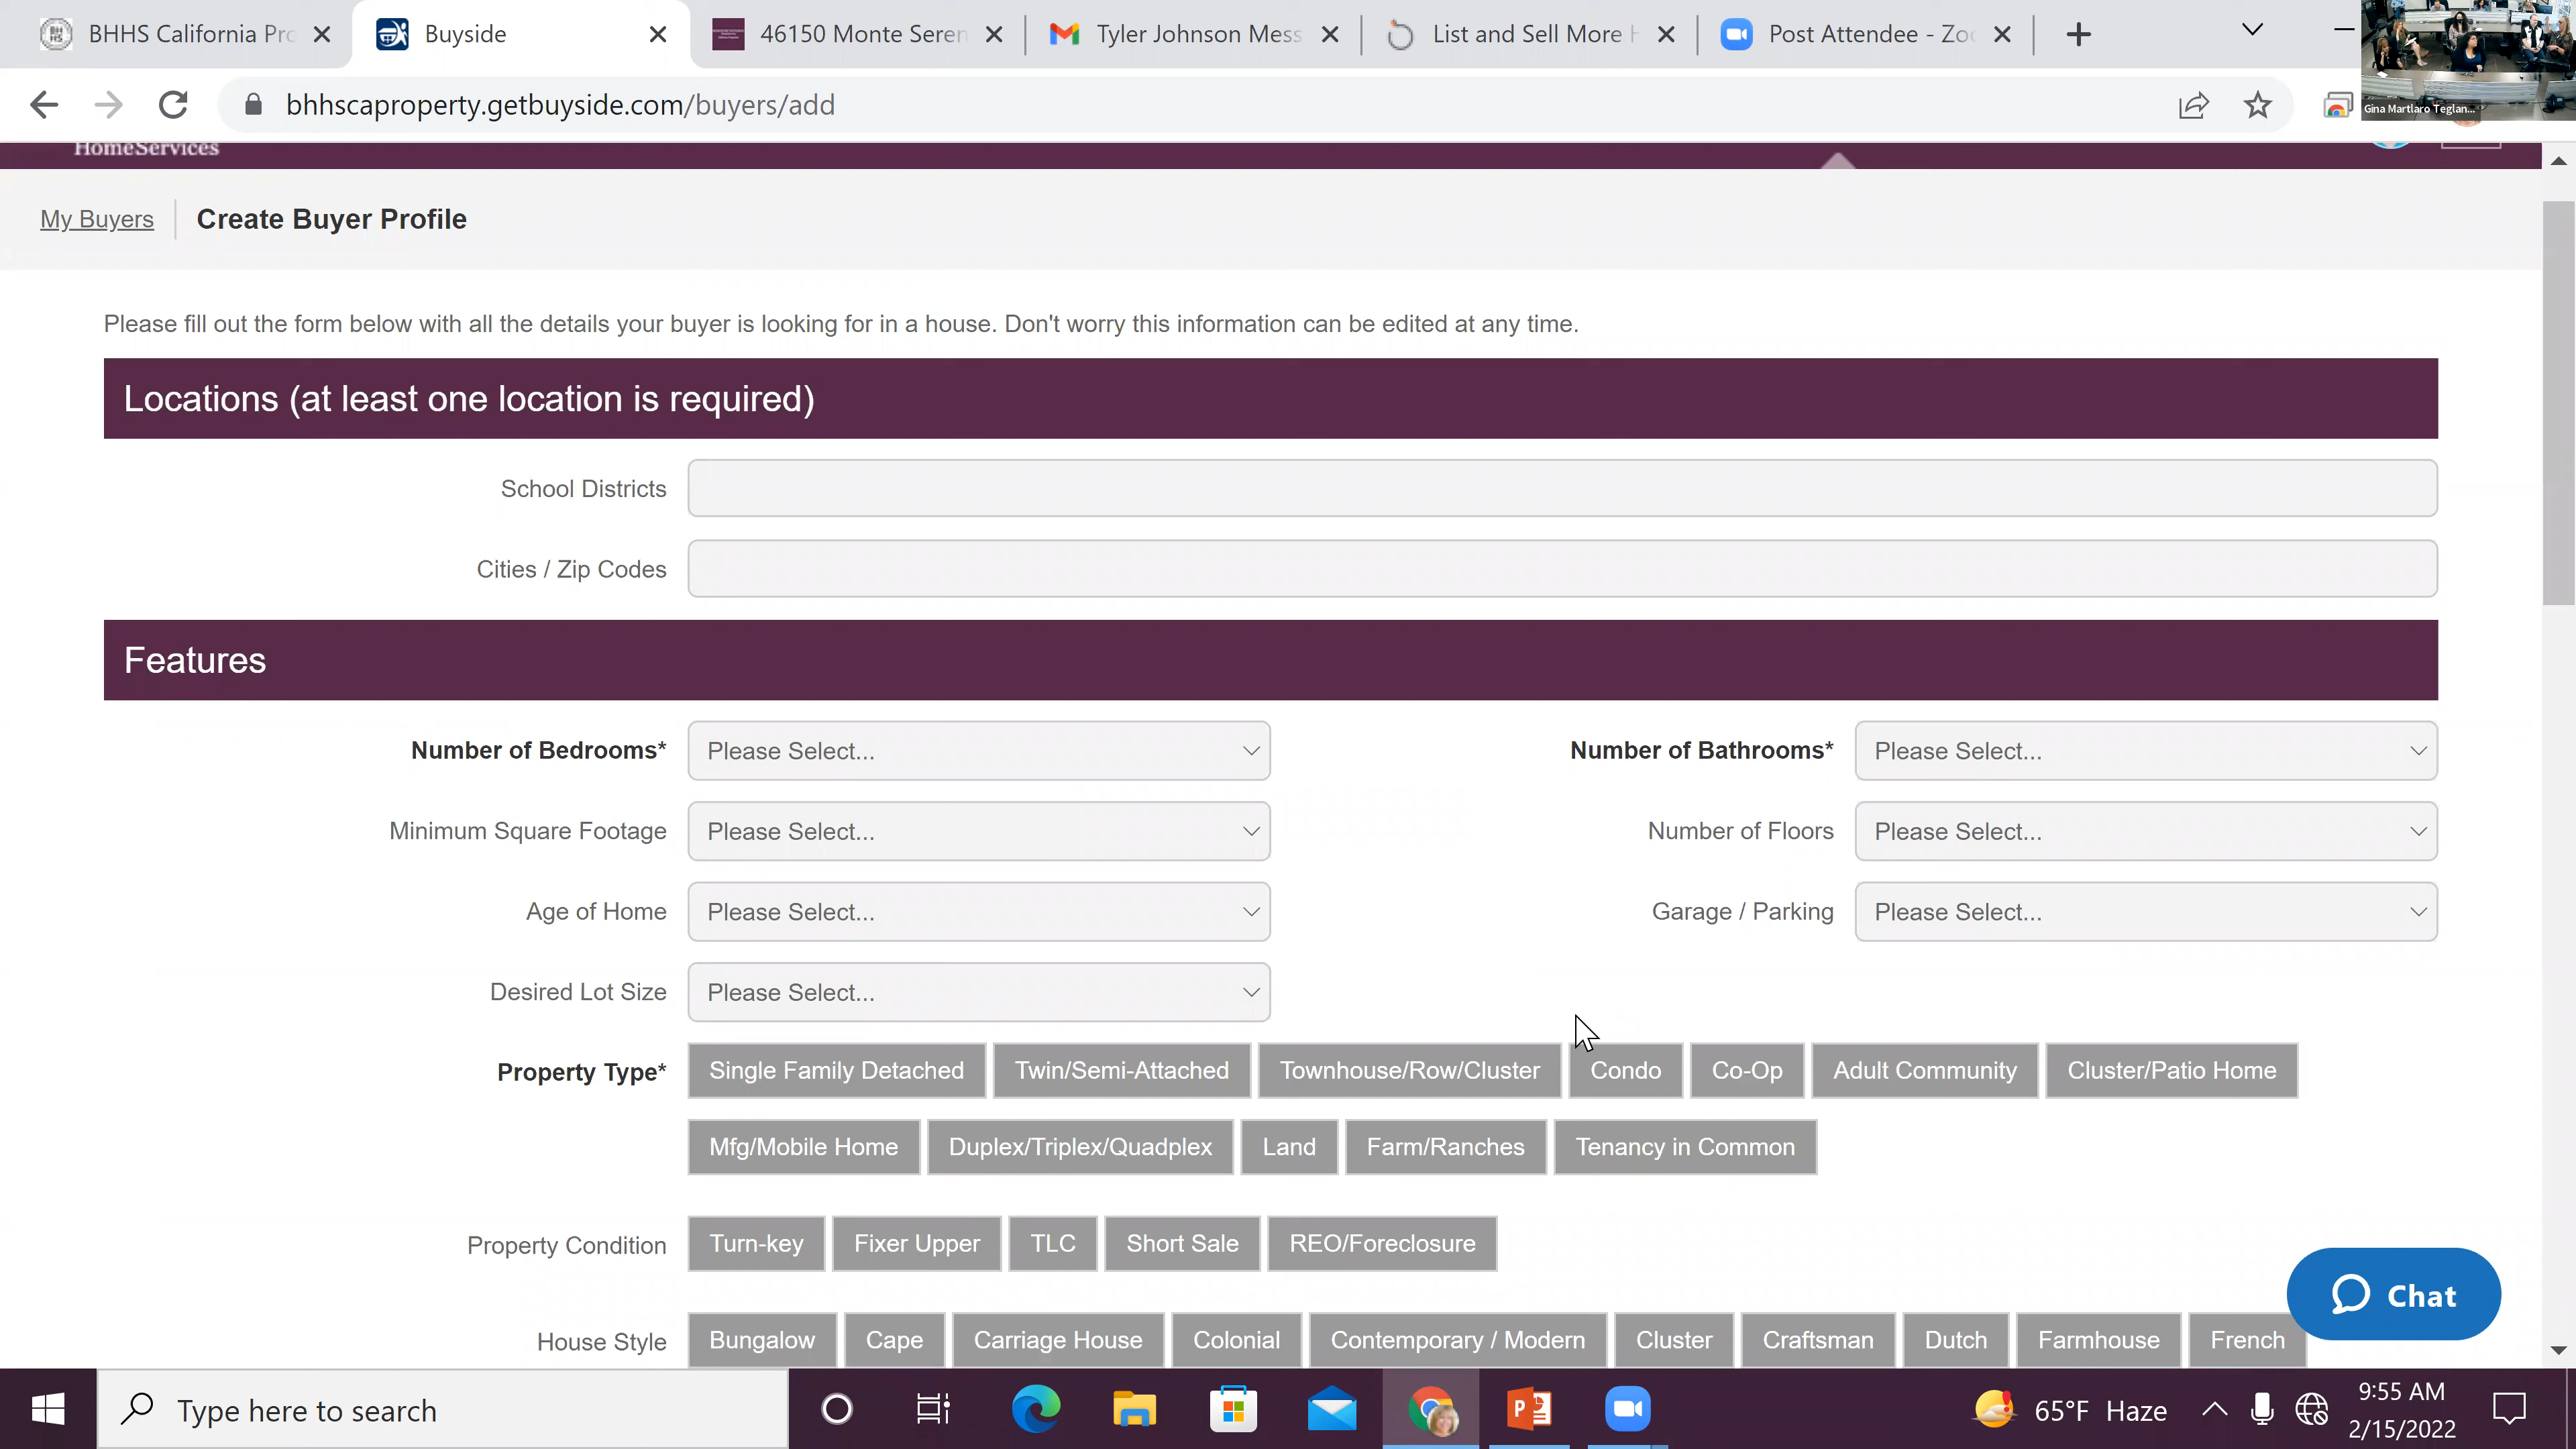 BHHS California Pro
Buyside
46150 Monte Seren
Tyler Johnson Mess
List and Sell More H
Post Attendee - Zoo
bhhscaproperty.getbuyside.com/buyers/add
Gina Martlaro Teglan...
HomeServices
My Buyers
Create Buyer Profile
Please fill out the form below with all the details your buyer is looking for in a house. Don't worry this information can be edited at any time.
Locations (at least one location is required)
School Districts
Cities / Zip Codes
Features
Number of Bedrooms* Please Select... Number of Bathrooms* Please Select...
Minimum Square Footage Please Select... Number of Floors Please Select...
Age of Home Please Select... Garage / Parking Please Select...
Desired Lot Size Please Select...
Property Type* Single Family Detached Twin/Semi-Attached Townhouse/Row/Cluster Condo Co-Op Adult Community Cluster/Patio Home
Mfg/Mobile Home Duplex/Triplex/Quadplex Land Farm/Ranches Tenancy in Common
Property Condition Turn-key Fixer Upper TLC Short Sale REO/Foreclosure
Chat
House Style Bungalow Cape Carriage House Colonial Contemporary / Modern Cluster Craftsman Dutch Farmhouse French
Type here to search
65°F Haze
9:55 AM
2/15/2022